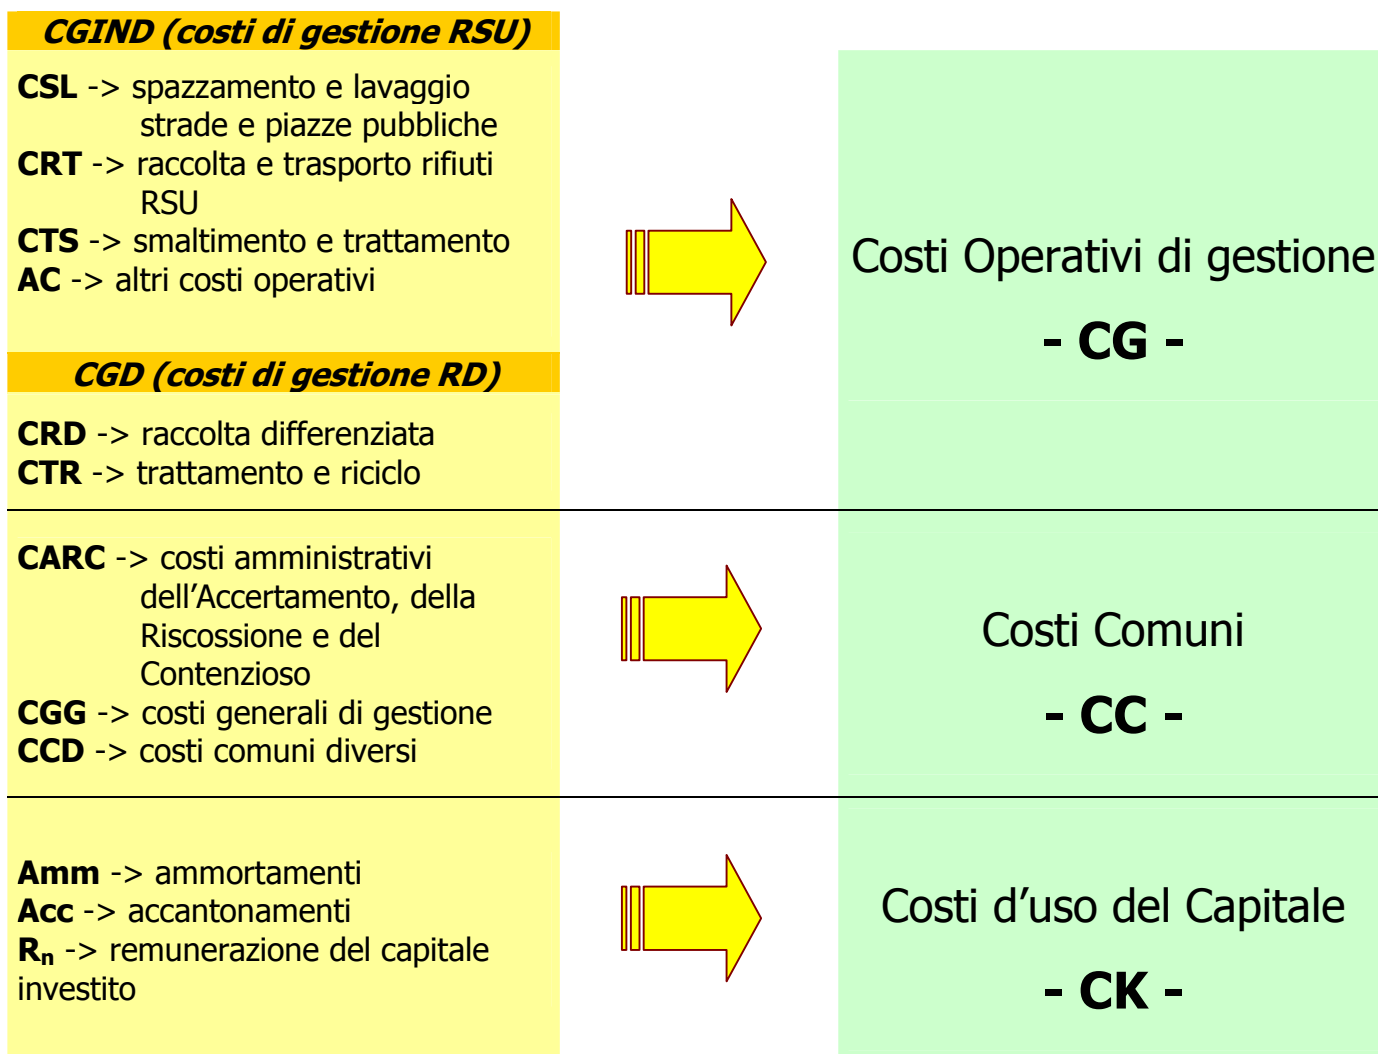 CGIND (costi di gestione RSU)
CSL -> spazzamento e lavaggio
strade e piazze pubbliche
CRT -> raccolta e trasporto rifiuti
RSU
CTS -> smaltimento e trattamento
AC -> altri costi operativi
Costi Operativi di gestione
- CG -
CGD (costi di gestione RD)
CRD -> raccolta differenziata
CTR -> trattamento e riciclo
CARC -> costi amministrativi
dell’Accertamento, della
Riscossione e del
Contenzioso
CGG -> costi generali di gestione
CCD -> costi comuni diversi
Costi Comuni
- CC -
Amm -> ammortamenti
Acc -> accantonamenti
Rn -> remunerazione del capitale
investito
Costi d’uso del Capitale
- CK -